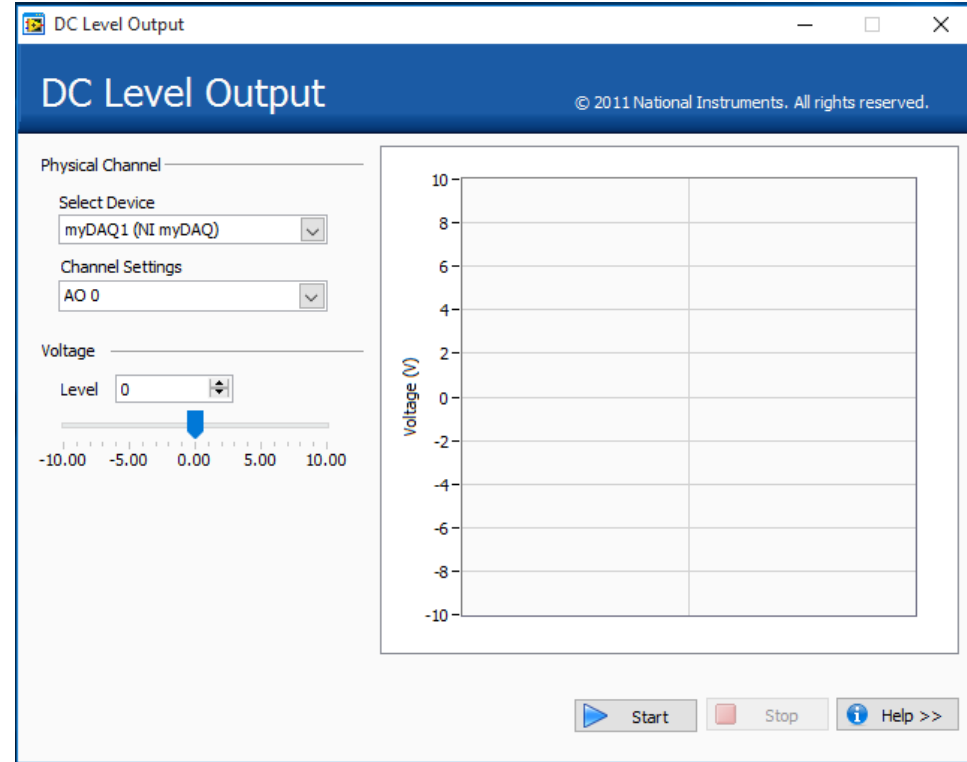 DC Level Output
DC Level Output
© 2011 National Instruments. All rights reserved.
Physical Channel
Select Device
myDAQ1 (NI myDAQ)
Channel Settings
AO 0
Voltage
Level 0
-10.00 -5.00 0.00 5.00 10.00
Voltage (V)
10
8
6
4
2
0
-2
-4
-6
-8
-10
Start Stop Help >>